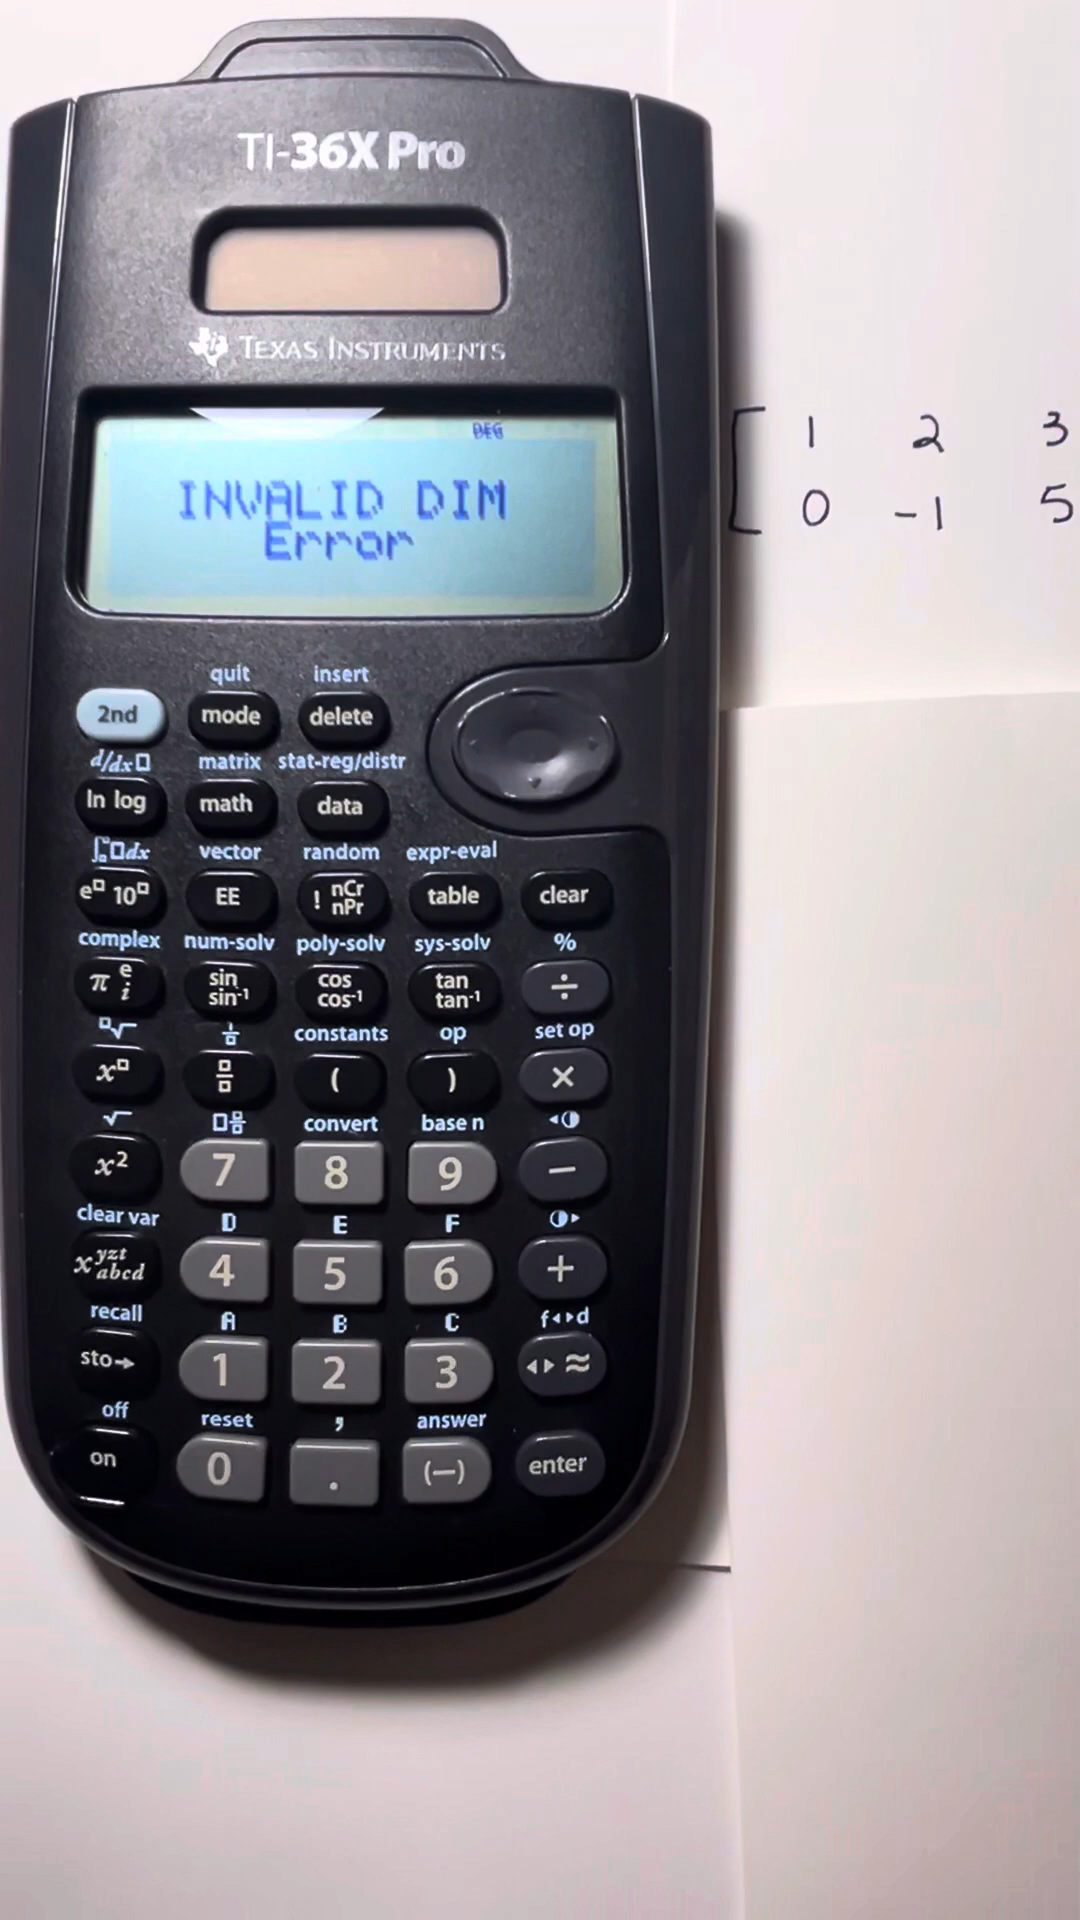 TI-36X Pro
TEXAS INSTRUMENTS
DEG
INVALID DIM
Error
[ 1 2 3
0 -1 5
quit insert
2nd mode delete
d/dx□ matrix stat-reg/distr
ln log math data
∫□dx vector random expr-eval
e□ 10□ EE ! nCr nPr table clear
complex num-solv poly-solv sys-solv %
π e i sin sin-1 cos cos-1 tan tan-1 ÷
□√ 1/□ constants op set op
x□ □/□ ( ) ×
√ □□/□ convert base n ◂◑
x² 7 8 9 −
clear var D E F ◑▸
x yzt abcd 4 5 6 +
recall A B C f◂▸d
sto➔ 1 2 3 ◂▸ ≈
off reset , answer
on 0 . (−) enter